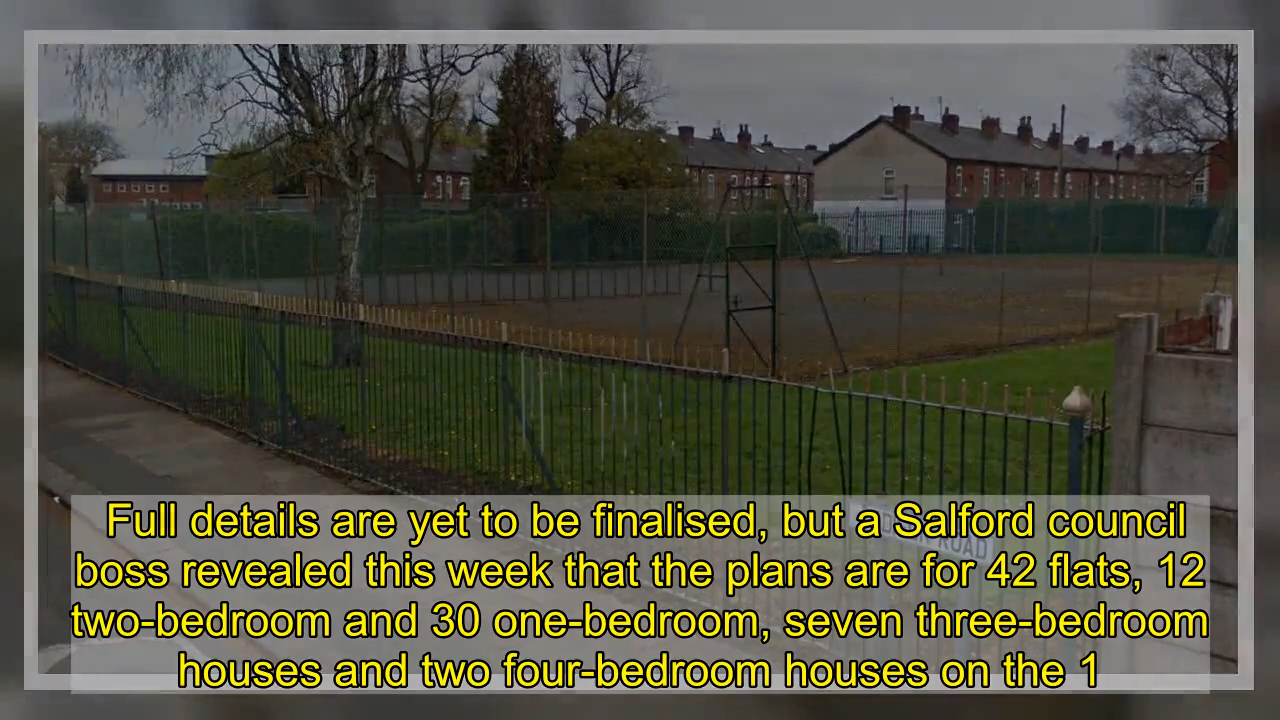 Full details are yet to be finalised, but a Salford council
boss revealed this week that the plans are for 42 flats, 12
two-bedroom and 30 one-bedroom, seven three-bedroom
houses and two four-bedroom houses on the 1
ROAD